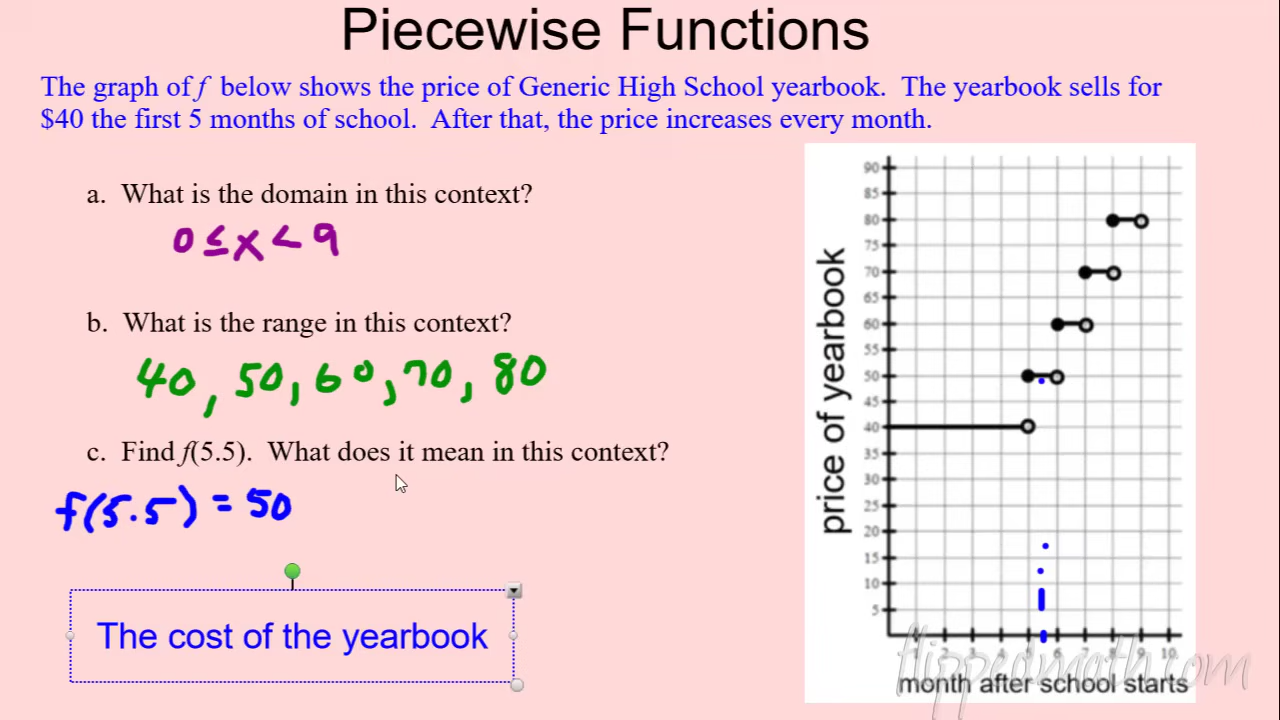 Piecewise Functions
The graph of f below shows the price of Generic High School yearbook. The yearbook sells for
$40 the first 5 months of school. After that, the price increases every month.
a. What is the domain in this context?
0 ≤ x < 9
b. What is the range in this context?
40, 50, 60, 70, 80
c. Find f(5.5). What does it mean in this context?
f(5.5) = 50
The cost of the yearbook
price of yearbook
90
85
80
75
70
65
60
55
50
45
40
35
30
25
20
15
10
5
1 2 3 4 5 6 7 8 9 10
flippedmath.com
month after school starts